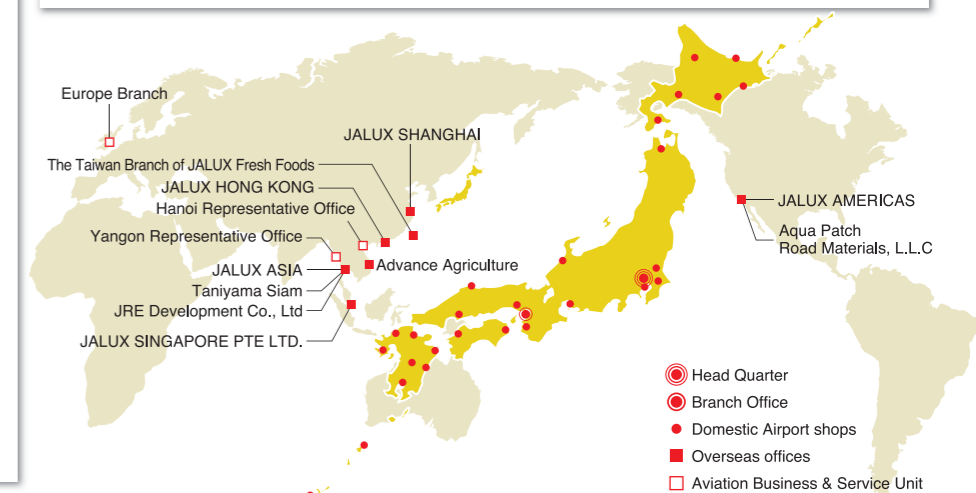 Europe Branch
JALUX SHANGHAI
The Taiwan Branch of JALUX Fresh Foods
JALUX HONG KONG
Hanoi Representative Office
Yangon Representative Office
JALUX ASIA
Advance Agriculture
Taniyama Siam
JRE Development Co., Ltd
JALUX SINGAPORE PTE LTD.
JALUX AMERICAS
Aqua Patch
Road Materials, L.L.C
Head Quarter
Branch Office
Domestic Airport shops
Overseas offices
Aviation Business & Service Unit